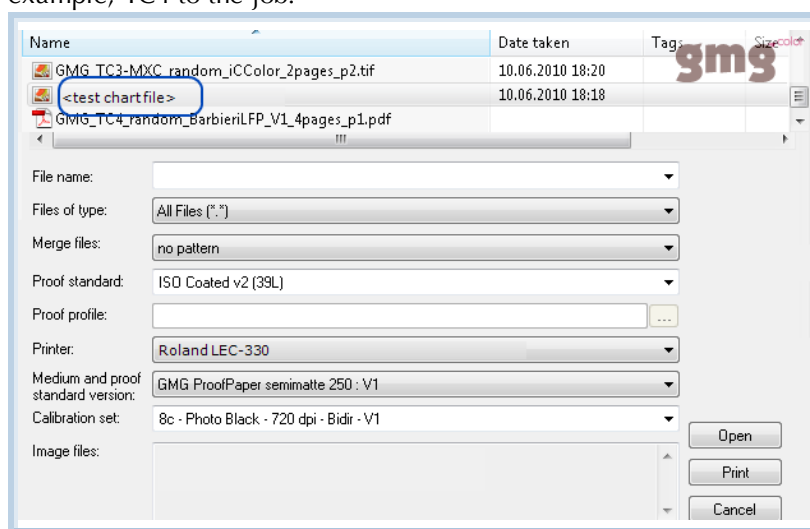 example, TC4 to the job.
Name Date taken Tags Size
gmg color
GMG_TC3-MXC_random_iCColor_2pages_p2.tif 10.06.2010 18:20
<test chart file> 10.06.2010 18:18
GMG_TC4_random_BarbieriLFP_V1_4pages_p1.pdf
File name:
Files of type: All Files (*.*)
Merge files: no pattern
Proof standard: ISO Coated v2 (39L)
Proof profile: ...
Printer: Roland LEC-330
Medium and proof
standard version: GMG ProofPaper semimatte 250 : V1
Calibration set: 8c - Photo Black - 720 dpi - Bidir - V1
Open
Image files:
Print
Cancel